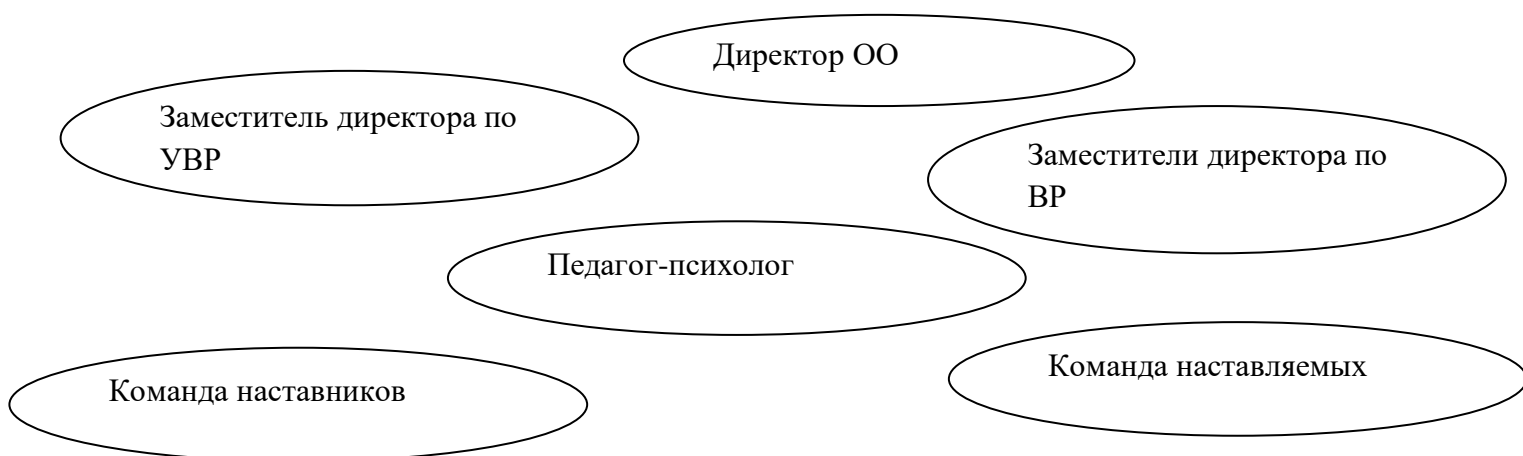 Директор ОО
Заместитель директора по
УВР
Заместители директора по
ВР
Педагог-психолог
Команда наставляемых
Команда наставников